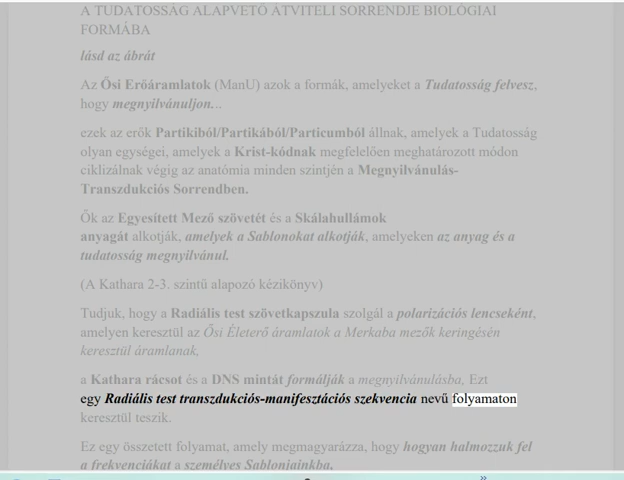 A TUDATOSSÁG ALAPVETŐ ÁTVITELI SORRENDJE BIOLÓGIAI
FORMÁBA
lásd az ábrát
Az Ősi Erőáramlatok (ManU) azok a formák, amelyeket a Tudatosság felvesz,
hogy megnyilvánuljon...
ezek az erők Partikiból/Partikából/Particumból állnak, amelyek a Tudatosság
olyan egységei, amelyek a Krist-kódnak megfelelően meghatározott módon
ciklizálnak végig az anatómia minden szintjén a Megnyilvánulás-
Transzdukciós Sorrendben.
Ők az Egyesített Mező szövetét és a Skálahullámok
anyagát alkotják, amelyek a Sablonokat alkotják, amelyeken az anyag és a
tudatosság megnyilvánul.
(A Kathara 2-3. szintű alapozó kézikönyv)
Tudjuk, hogy a Radiális test szövetkapszula szolgál a polarizációs lencseként,
amelyen keresztül az Ősi Életerő áramlatok a Merkaba mezők keringésén
keresztül áramlanak,
a Kathara rácsot és a DNS mintát formálják a megnyilvánulásba, Ezt
egy Radiális test transzdukciós-manifesztációs szekvencia nevű folyamaton
keresztül teszik.
Ez egy összetett folyamat, amely megmagyarázza, hogy hogyan halmozzuk fel
a frekvenciákat a személyes Sablonjainkba.